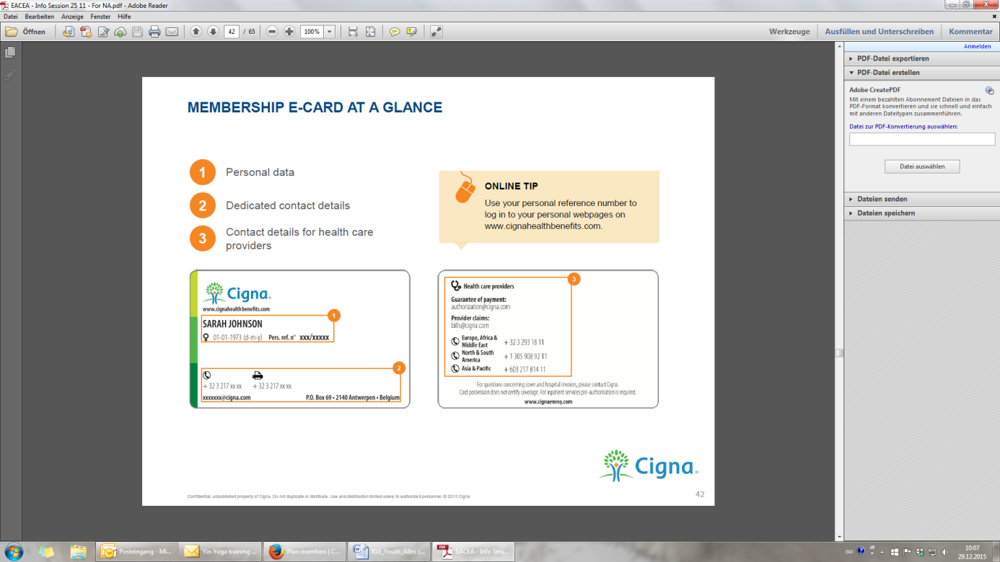 EACEA - Info Session 25 11 - For NA.pdf - Adobe Reader
Datei Bearbeiten Anzeige Fenster Hilfe
Öffnen 42 / 65 100% Werkzeuge Ausfüllen und Unterschreiben Kommentar
Anmelden
PDF-Datei exportieren
PDF-Datei erstellen
Adobe CreatePDF
Mit einem bezahlten Abonnement Dateien in das
PDF-Format konvertieren und sie schnell und einfach
mit anderen Dateitypen zusammenführen.
Datei zur PDF-Konvertierung auswählen:
Datei auswählen
Dateien senden
Dateien speichern
MEMBERSHIP E-CARD AT A GLANCE
1 Personal data
2 Dedicated contact details
3 Contact details for health care
providers
ONLINE TIP
Use your personal reference number to
log in to your personal webpages on
www.cignahealthbenefits.com.
Cigna.
www.cignahealthbenefits.com
1
SARAH JOHNSON
01-01-1973 (d-m-y) Pers. ref. n° xxx/xxxxx
2
+ 32 3 217 xx xx + 32 3 217 xx xx
xxxxxxx@cigna.com P.O. Box 69 • 2140 Antwerpen • Belgium
3
Health care providers
Guarantee of payment:
authorization@cigna.com
Provider claims:
bills@cigna.com
Europe, Africa &
Middle East + 32 3 293 18 11
North & South
America + 1 305 908 92 11
Asia & Pacific + 603 217 814 11
For questions concerning cover and hospital invoices, please contact Cigna.
Card possession does not certify coverage. For inpatient services pre-authorisation is required.
www.cignaenvoy.com
Cigna.
Confidential, unpublished property of Cigna. Do not duplicate or distribute. Use and distribution limited solely to authorized personnel. © 2015 Cigna
42
Posteingang - Mi... Yin Yoga training ... Plan members | C... 816_Youth_Alles z... EACEA - Info Sess...
10:07
29.12.2015